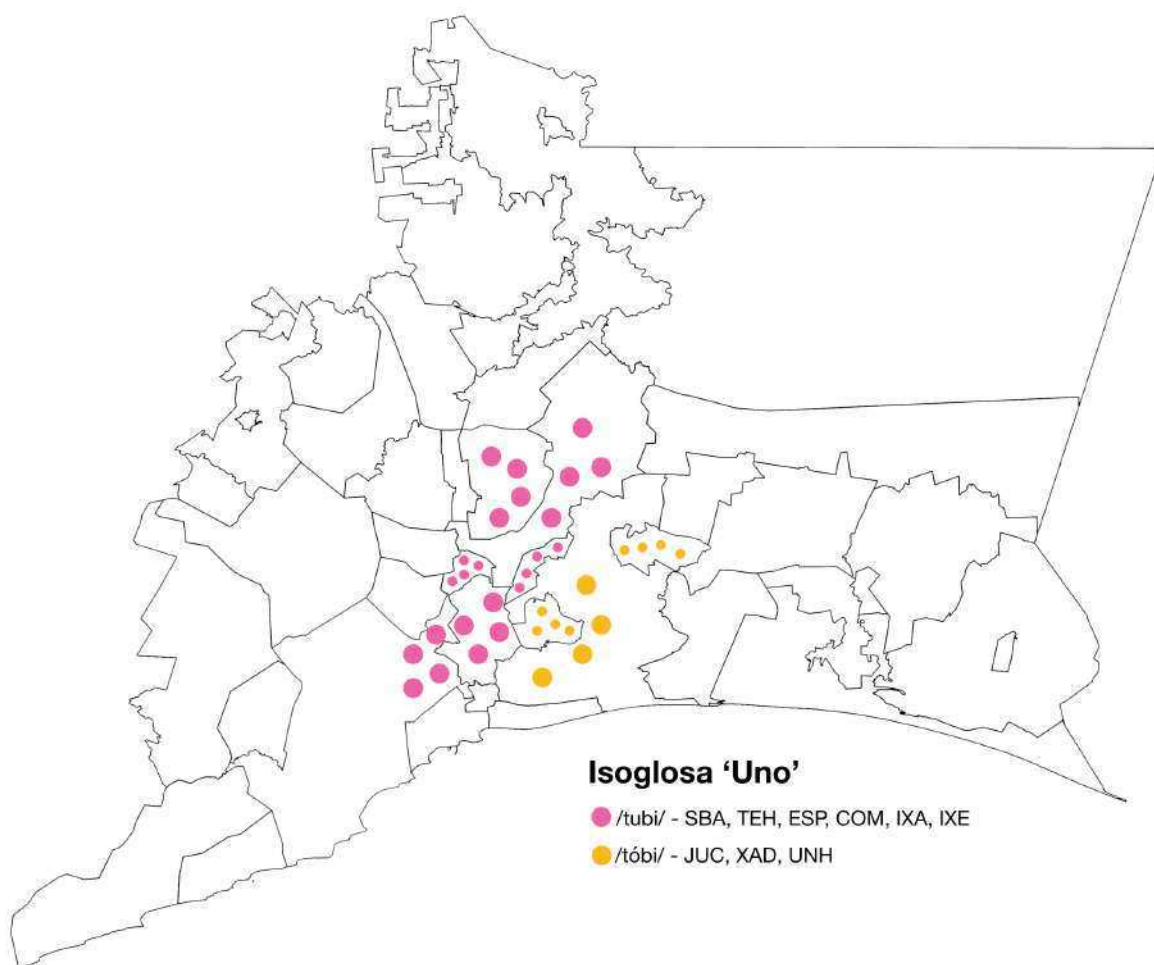 Isoglosa ‘Uno’
/tubi/ - SBA, TEH, ESP, COM, IXA, IXE
/tóbi/ - JUC, XAD, UNH